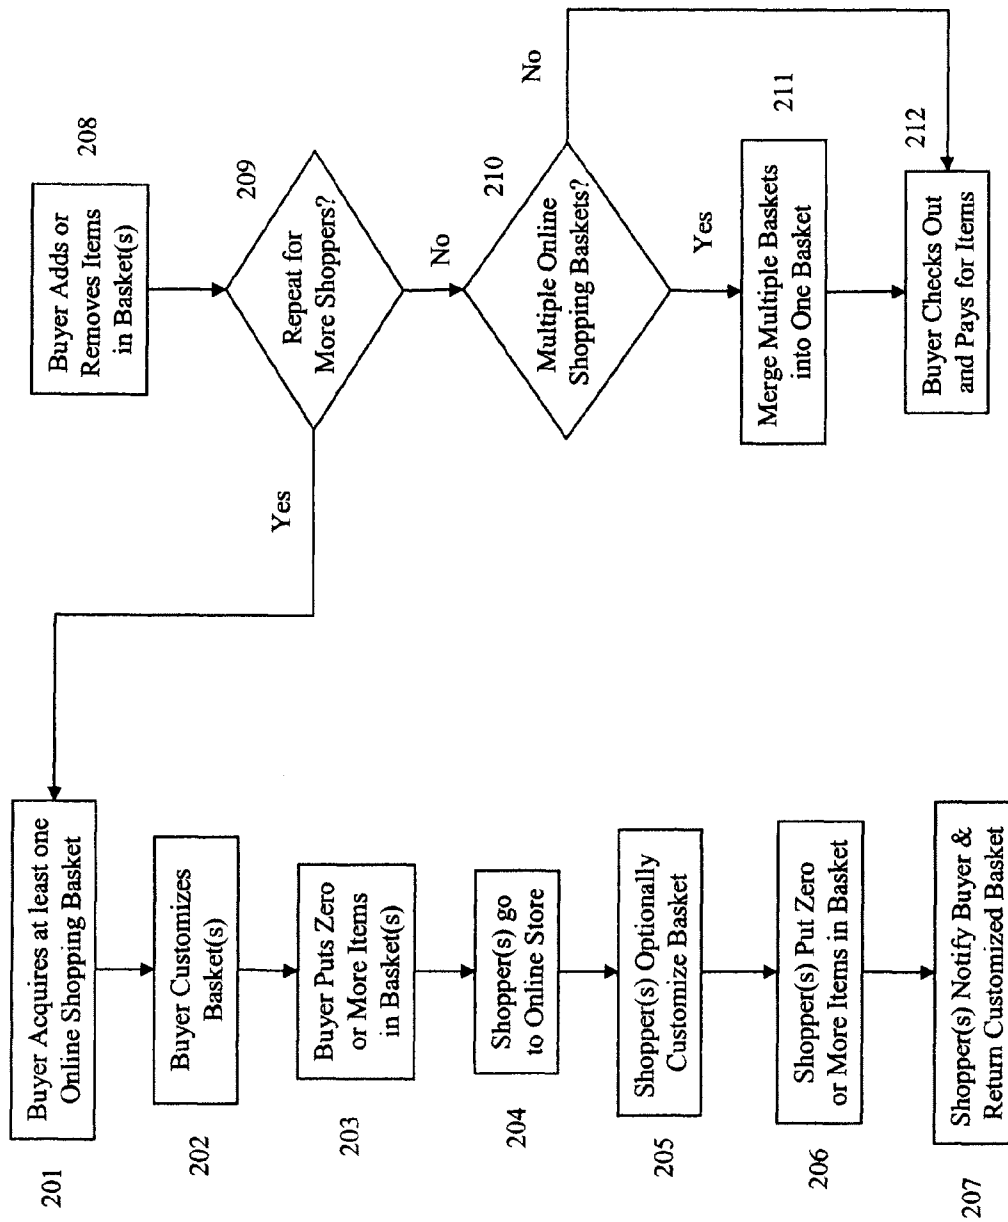 201
Buyer Acquires at least one
Online Shopping Basket
202
Buyer Customizes
Basket(s)
203
Buyer Puts Zero
or More Items
in Basket(s)
204
Shopper(s) go
to Online Store
205
Shopper(s) Optionally
Customize Basket
206
Shopper(s) Put Zero
or More Items in Basket
207
Shopper(s) Notify Buyer &
Return Customized Basket
Buyer Adds or
Removes Items
in Basket(s)
208
Yes
Repeat for
More Shoppers?
209
No
Multiple Online
Shopping Baskets?
210
No
Yes
Merge Multiple Baskets
into One Basket
211
Buyer Checks Out
and Pays for Items
212